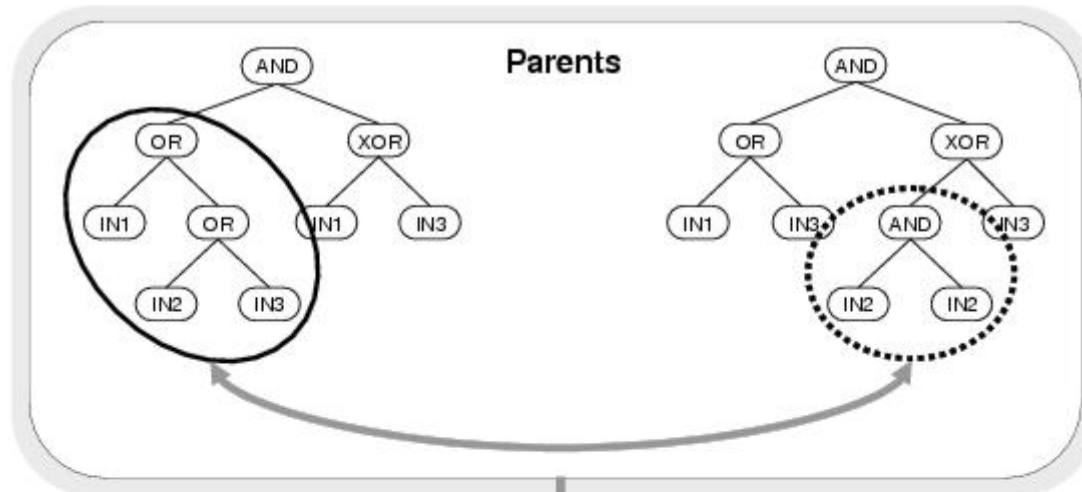 Parents
AND AND
OR XOR OR XOR
IN1 OR IN1 IN3 IN1 IN3 AND IN3
IN2 IN3 IN2 IN2